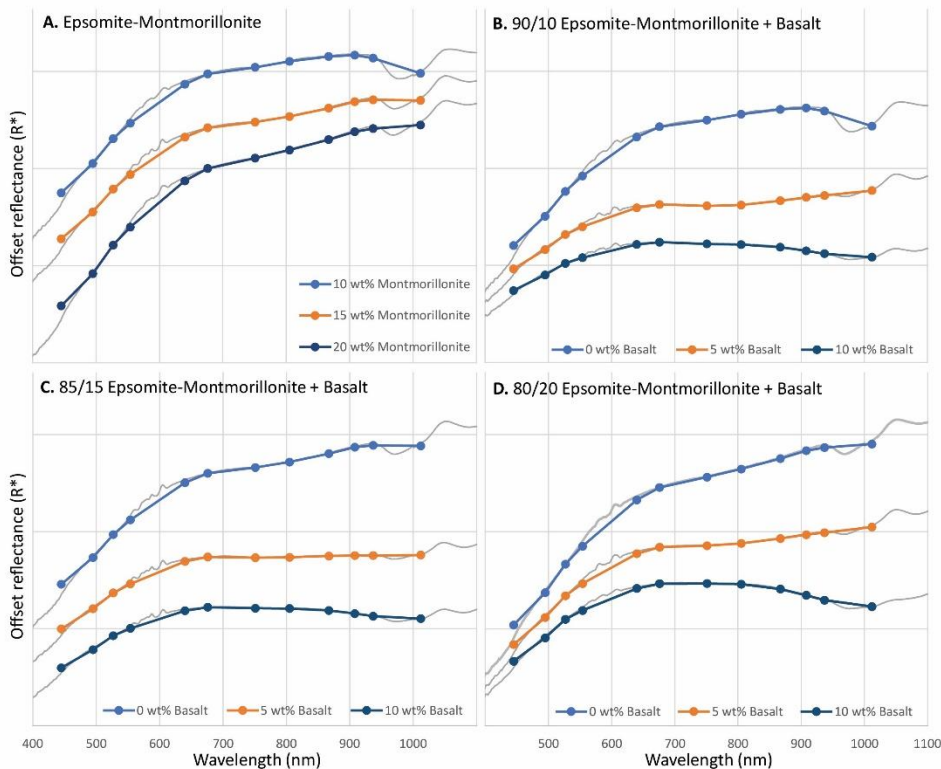 A. Epsomite-Montmorillonite
Offset reflectance (R*)
10 wt% Montmorillonite
15 wt% Montmorillonite
20 wt% Montmorillonite
B. 90/10 Epsomite-Montmorillonite + Basalt
0 wt% Basalt 5 wt% Basalt 10 wt% Basalt
C. 85/15 Epsomite-Montmorillonite + Basalt
Offset reflectance (R*)
0 wt% Basalt 5 wt% Basalt 10 wt% Basalt
400 500 600 700 800 900 1000
Wavelength (nm)
D. 80/20 Epsomite-Montmorillonite + Basalt
0 wt% Basalt 5 wt% Basalt 10 wt% Basalt
500 600 700 800 900 1000 1100
Wavelength (nm)